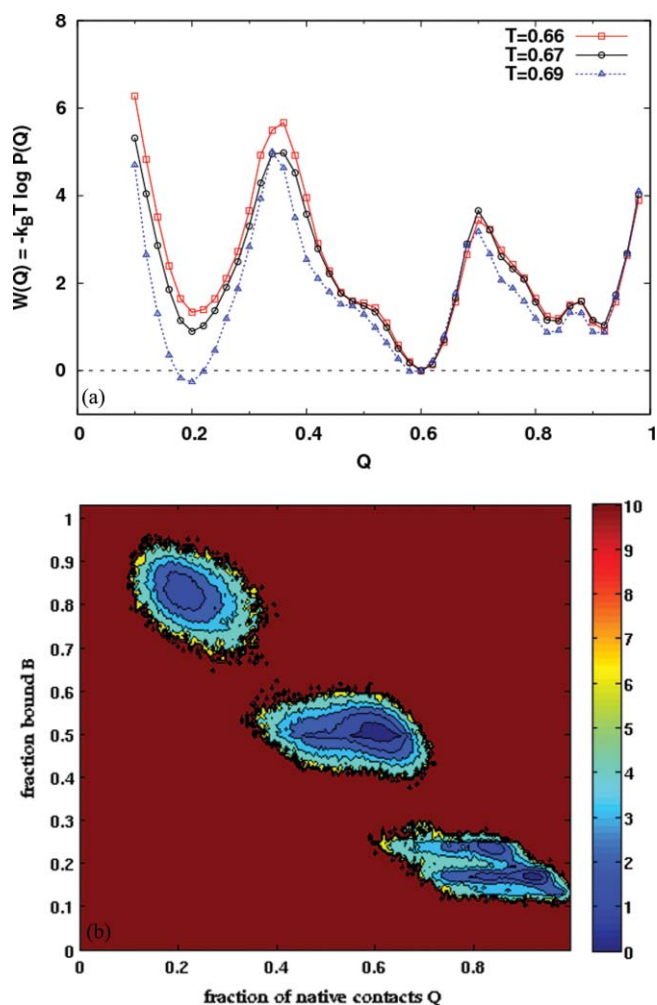 8
6
4
2
0
W(Q) = -kBT log P(Q)
T=0.66
T=0.67
T=0.69
(a)
0 0.2 0.4 0.6 0.8 1
Q
1
0.9
0.8
0.7
0.6
0.5
0.4
0.3
0.2
0.1
0
fraction bound B
(b)
0 0.2 0.4 0.6 0.8
fraction of native contacts Q
10
9
8
7
6
5
4
3
2
1
0